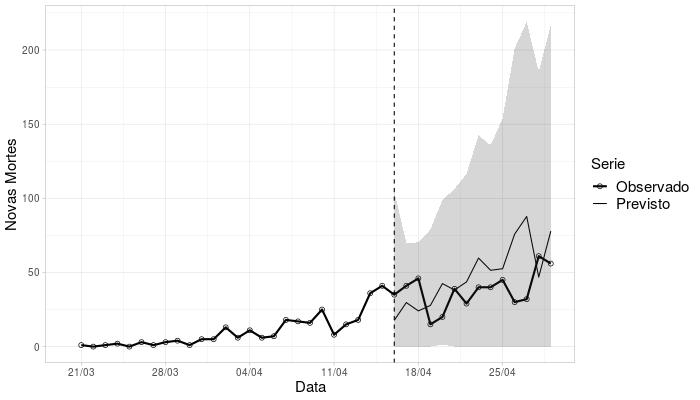 200
150
100
50
0
Novas Mortes
21/03
28/03
04/04
11/04
18/04
25/04
Data
Serie
Observado
Previsto